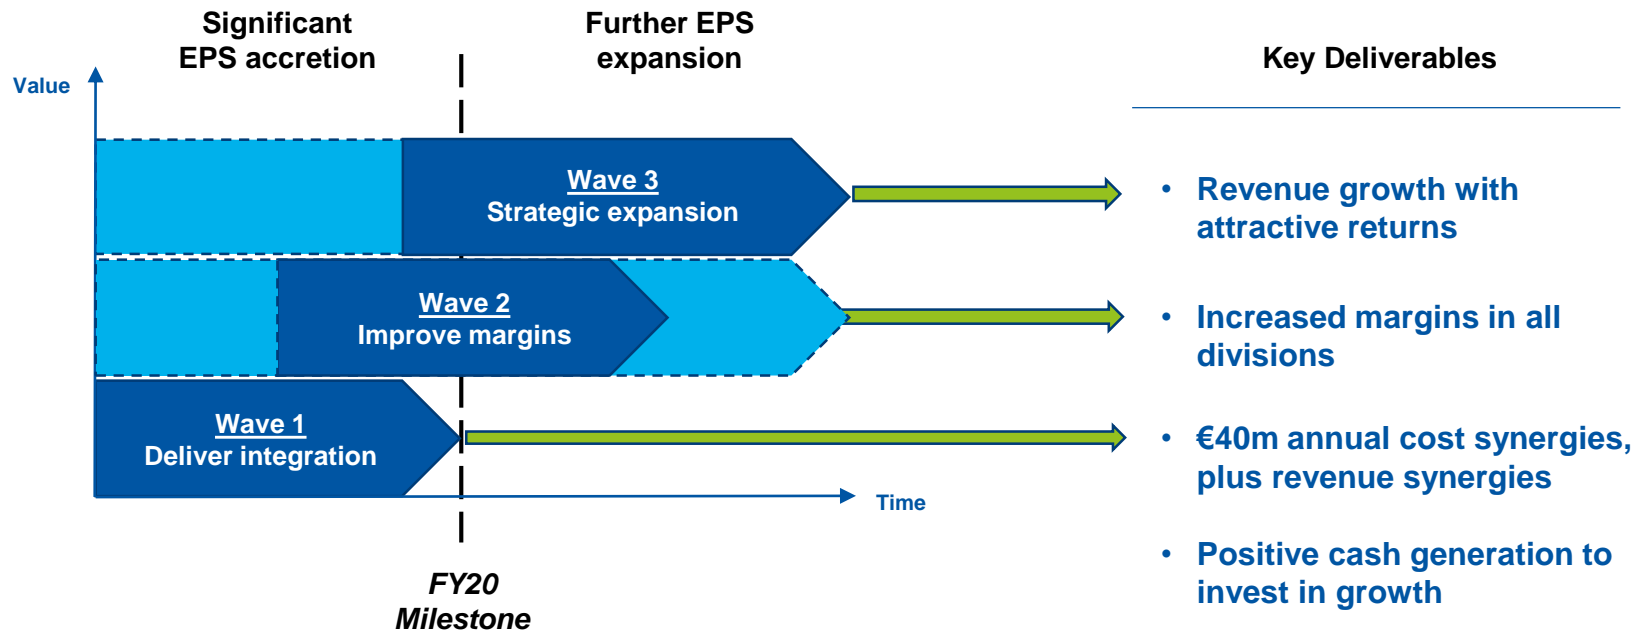 Significant
EPS accretion
Further EPS
expansion
Key Deliverables
Value
Wave 3
Strategic expansion
• Revenue growth with
attractive returns
Wave 2
Improve margins
• Increased margins in all
divisions
Wave 1
Deliver integration
• €40m annual cost synergies,
plus revenue synergies
Time
• Positive cash generation to
invest in growth
FY20
Milestone